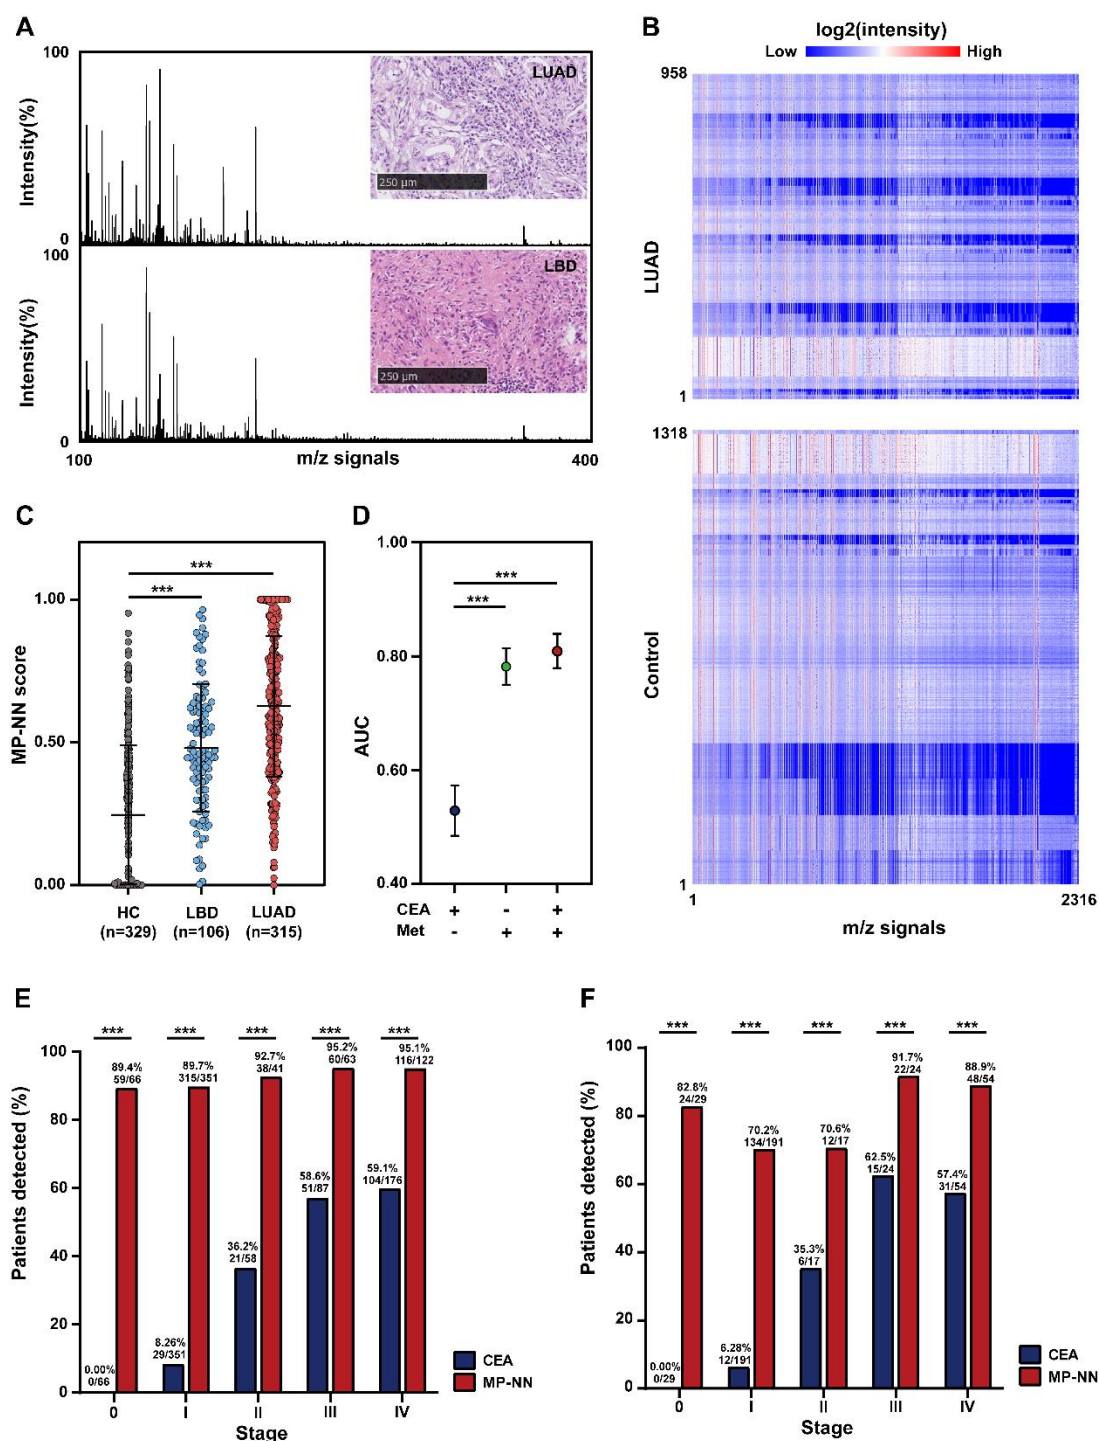 A
100
Intensity(%)
LUAD
250 μm
0
100
Intensity(%)
LBD
250 μm
0
100
m/z signals
400
B
log2(intensity)
Low
High
958
LUAD
1
1318
Control
1
1
2316
m/z signals
C
***
***
1.00
MP-NN score
0.50
0.00
HC
(n=329)
LBD
(n=106)
LUAD
(n=315)
D
1.00
***
***
0.80
AUC
0.60
0.40
CEA + - +
Met - + +
E
*** *** *** *** ***
100
80
60
40
20
0
Patients detected (%)
0.00%
0/66
89.4%
59/66
8.26%
29/351
89.7%
315/351
36.2%
21/58
92.7%
38/41
58.6%
51/87
95.2%
60/63
59.1%
104/176
95.1%
116/122
CEA
MP-NN
0 I II III IV
Stage
F
*** *** *** *** ***
100
80
60
40
20
0
Patients detected (%)
0.00%
0/29
82.8%
24/29
6.28%
12/191
70.2%
134/191
35.3%
6/17
70.6%
12/17
62.5%
15/24
91.7%
22/24
57.4%
31/54
88.9%
48/54
CEA
MP-NN
0 I II III IV
Stage